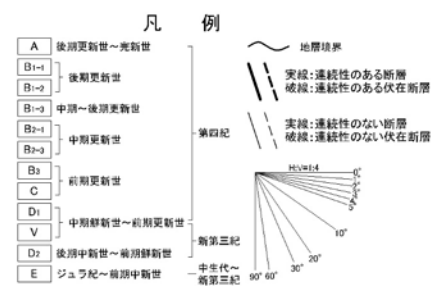 凡 例
A 後期更新世～完新世
B1-1
後期更新世
B1-2
B1-3 中期～後期更新世
B2-1
中期更新世
B2-3
B3
前期更新世
C
D1
中期鮮新世～前期更新世
V
D2 後期中新世～前期鮮新世
E ジュラ紀～前期中新世
第四紀
新第三紀
中生代～
新第三紀
地層境界
実線：連続性のある断層
破線：連続性のある伏在断層
実線：連続性のない断層
破線：連続性のない伏在断層
H:V=1:4
0°
1°
2°
3°
4°
5°
10°
20°
30°
60°
90°